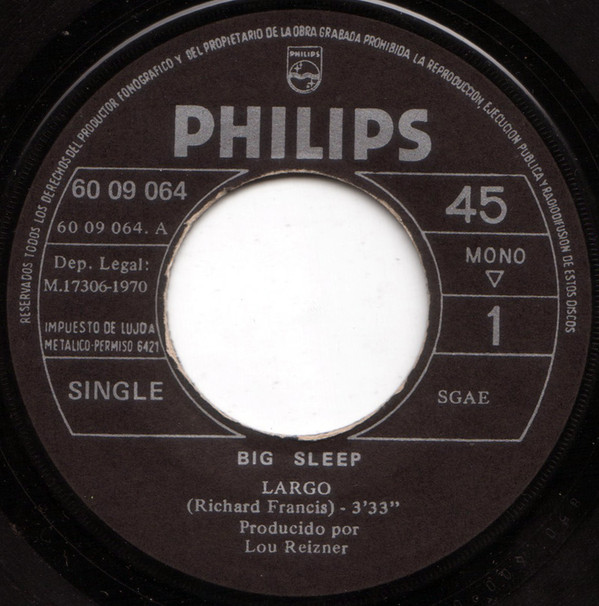 RESERVADOS TODOS LOS DERECHOS DEL PRODUCTOR FONOGRAFICO Y DEL PROPIETARIO DE LA OBRA GRABADA PROHIBIDA LA REPRODUCCION, EJECUCION PUBLICA Y RADIODIFUSION DE ESTOS DISCOS
PHILIPS
PHILIPS
60 09 064
60 09 064. A
Dep. Legal:
M.17306-1970
IMPUESTO DE LUJO A
METALICO-PERMISO 6421
SINGLE
45
MONO
1
SGAE
BIG SLEEP
LARGO
(Richard Francis) - 3'33"
Producido por
Lou Reizner